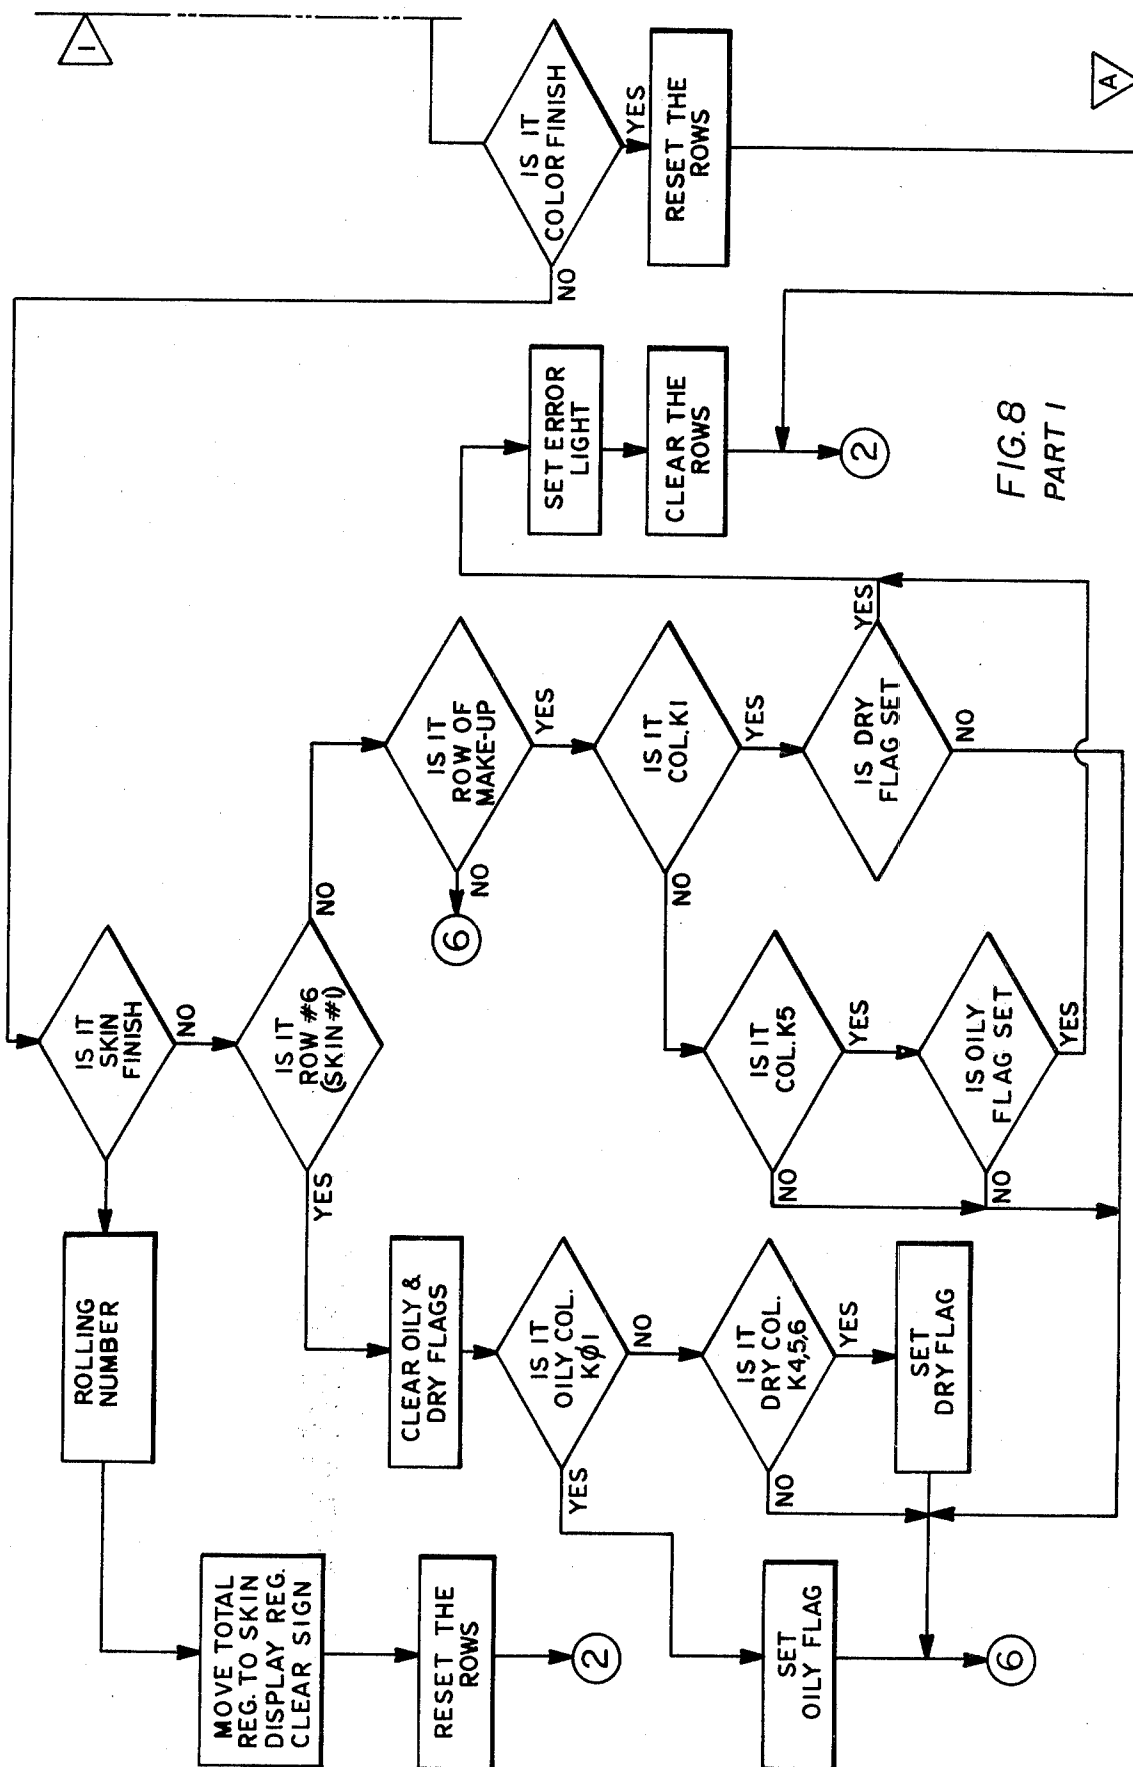 1
IS IT
COLOR FINISH
YES
NO
RESET THE
ROWS
A
SET ERROR
LIGHT
CLEAR THE
ROWS
2
FIG.8
PART 1
IS IT
SKIN
FINISH
NO
IS IT
ROW #6
(SKIN #1)
NO
YES
IS IT
ROW OF
MAKE-UP
YES
NO
6
IS IT
COL. K1
YES
NO
IS DRY
FLAG SET
YES
NO
IS IT
COL. K5
YES
NO
IS OILY
FLAG SET
YES
NO
ROLLING
NUMBER
MOVE TOTAL
REG. TO SKIN
DISPLAY REG.
CLEAR SIGN
RESET THE
ROWS
2
CLEAR OILY &
DRY FLAGS
IS IT
OILY COL.
KØ1
NO
YES
IS IT
DRY COL.
K4,5,6
YES
NO
SET
DRY FLAG
SET
OILY FLAG
6